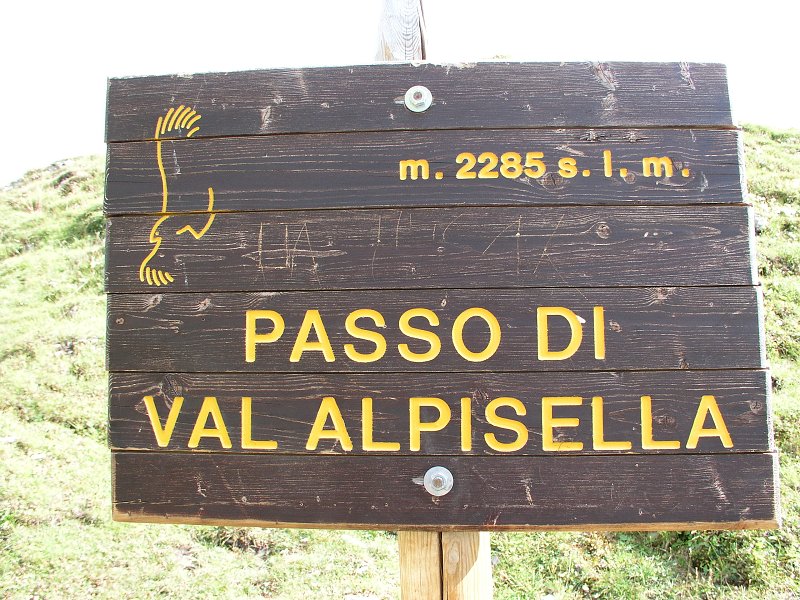 m. 2285 s. l. m.
PASSO DI
VAL ALPISELLA